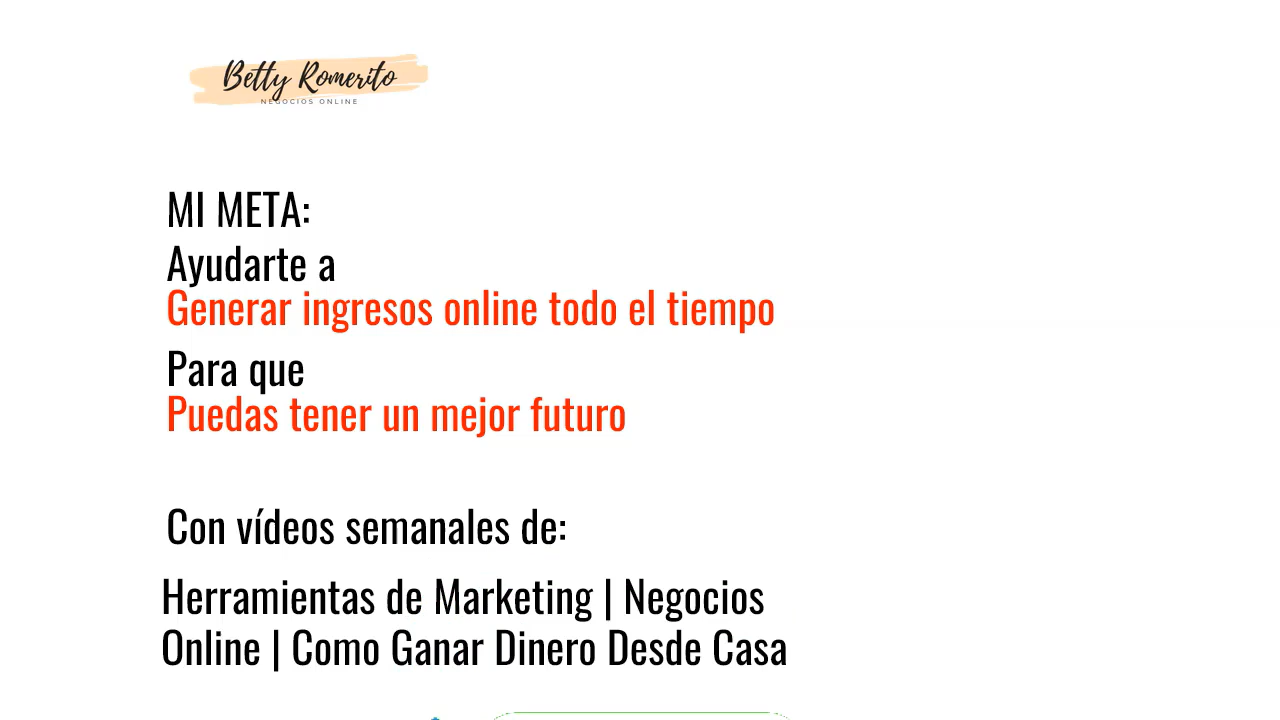 Betty Romerito
NEGOCIOS ONLINE
MI META:
Ayudarte a
Generar ingresos online todo el tiempo
Para que
Puedas tener un mejor futuro
Con vídeos semanales de:
Herramientas de Marketing | Negocios
Online | Como Ganar Dinero Desde Casa